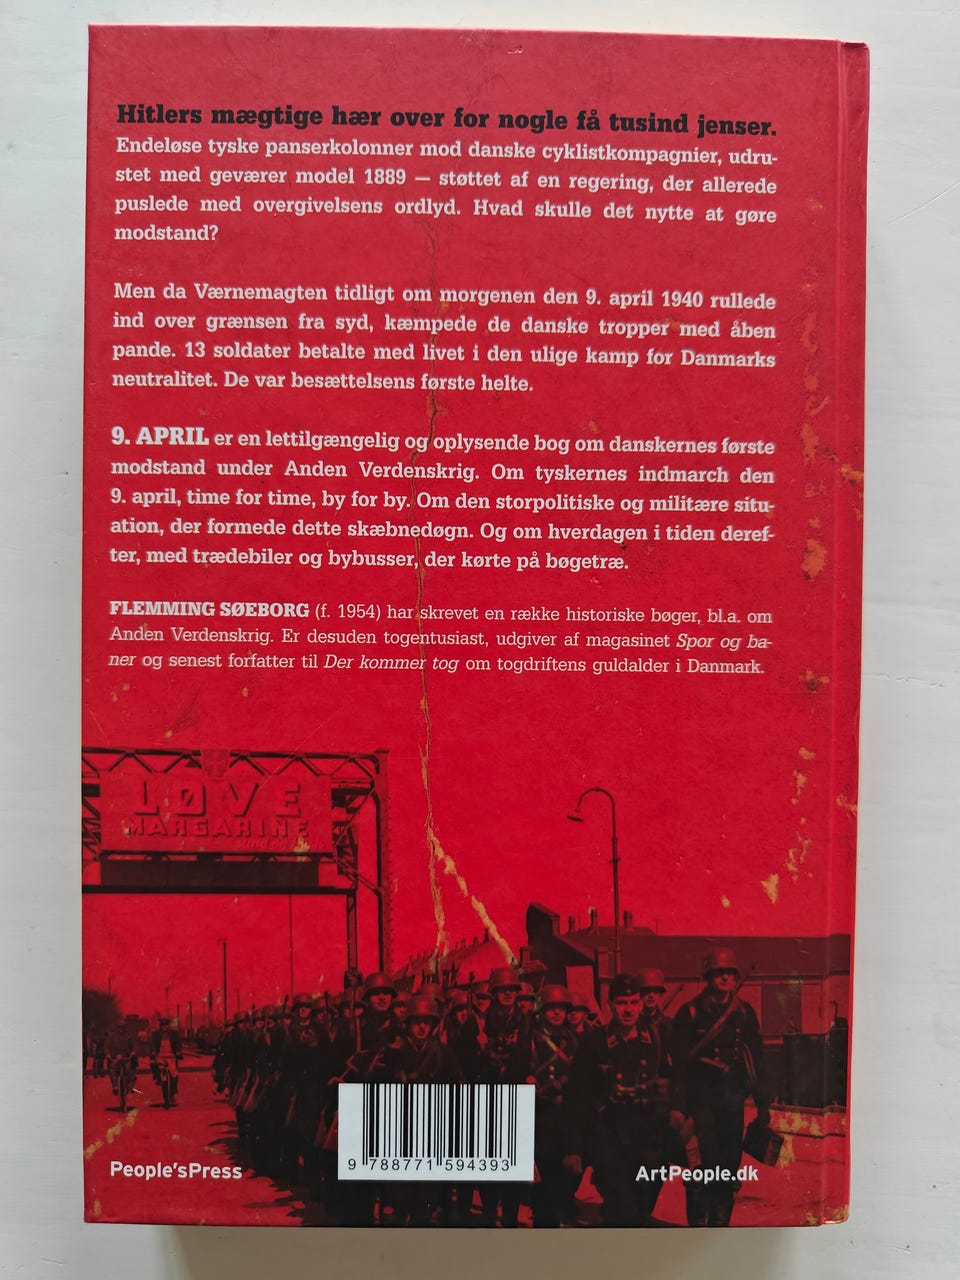 Hitlers mægtige hær over for nogle få tusind jenser.
Endeløse tyske panserkolonner mod danske cyklistkompagnier, udru-
stet med geværer model 1889 – støttet af en regering, der allerede
puslede med overgivelsens ordlyd. Hvad skulle det nytte at gøre
modstand?
Men da Værnemagten tidligt om morgenen den 9. april 1940 rullede
ind over grænsen fra syd, kæmpede de danske tropper med åben
pande. 13 soldater betalte med livet i den ulige kamp for Danmarks
neutralitet. De var besættelsens første helte.
9. APRIL er en lettilgængelig og oplysende bog om danskernes første
modstand under Anden Verdenskrig. Om tyskernes indmarch den
9. april, time for time, by for by. Om den storpolitiske og militære situ-
ation, der formede dette skæbnedøgn. Og om hverdagen i tiden deref-
ter, med trædebiler og bybusser, der kørte på bøgetræ.
FLEMMING SØEBORG (f. 1954) har skrevet en række historiske bøger, bl.a. om
Anden Verdenskrig. Er desuden togentusiast, udgiver af magasinet Spor og ba-
ner og senest forfatter til Der kommer tog om togdriftens guldalder i Danmark.
LØVE
MARGARINE
9 788771 594393
People'sPress
ArtPeople.dk